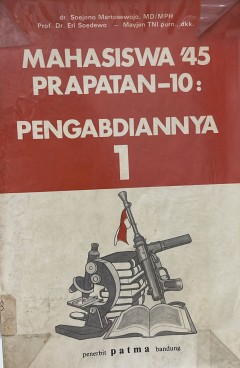 dr. Soejono Martosewojo, MD/MPH
Prof. Dr. Eri Soedewo — Mayjen TNI purn., dkk.
MAHASISWA '45
PRAPATAN-10:
PENGABDIANNYA
1
penerbit patma bandung